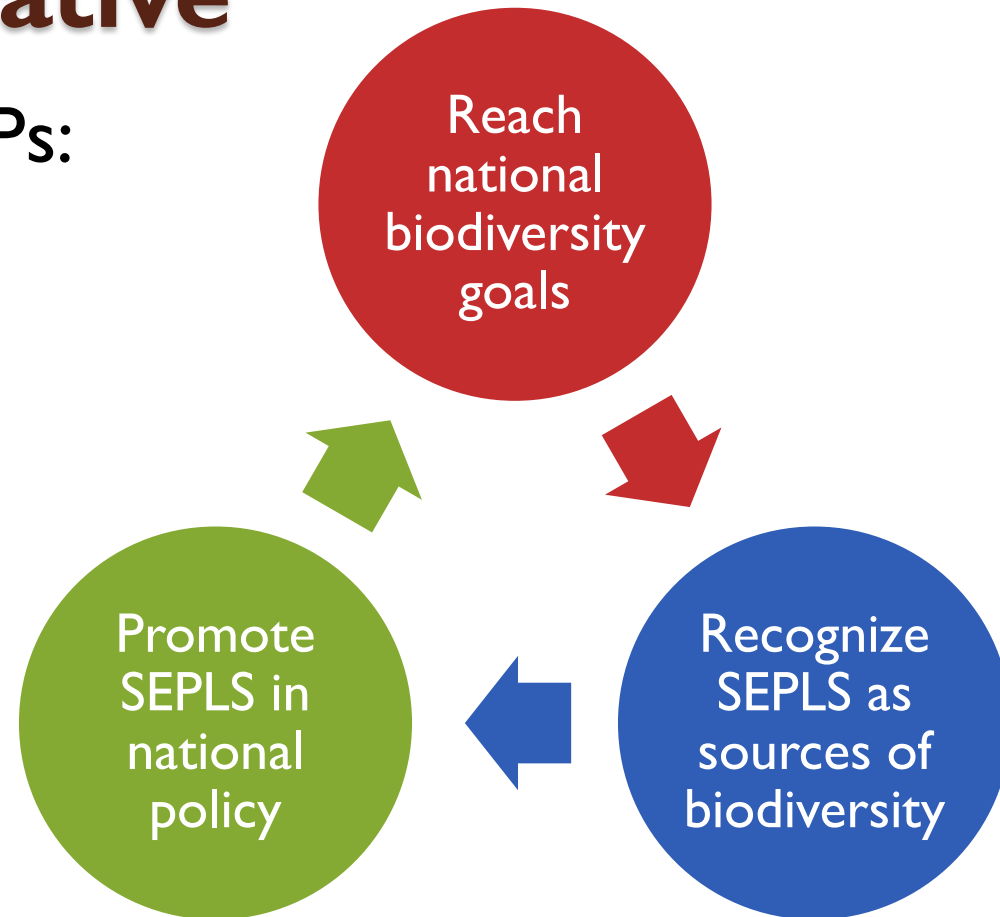 ative
Ps:
Reach
national
biodiversity
goals
Recognize
SEPLS as
sources of
biodiversity
Promote
SEPLS in
national
policy